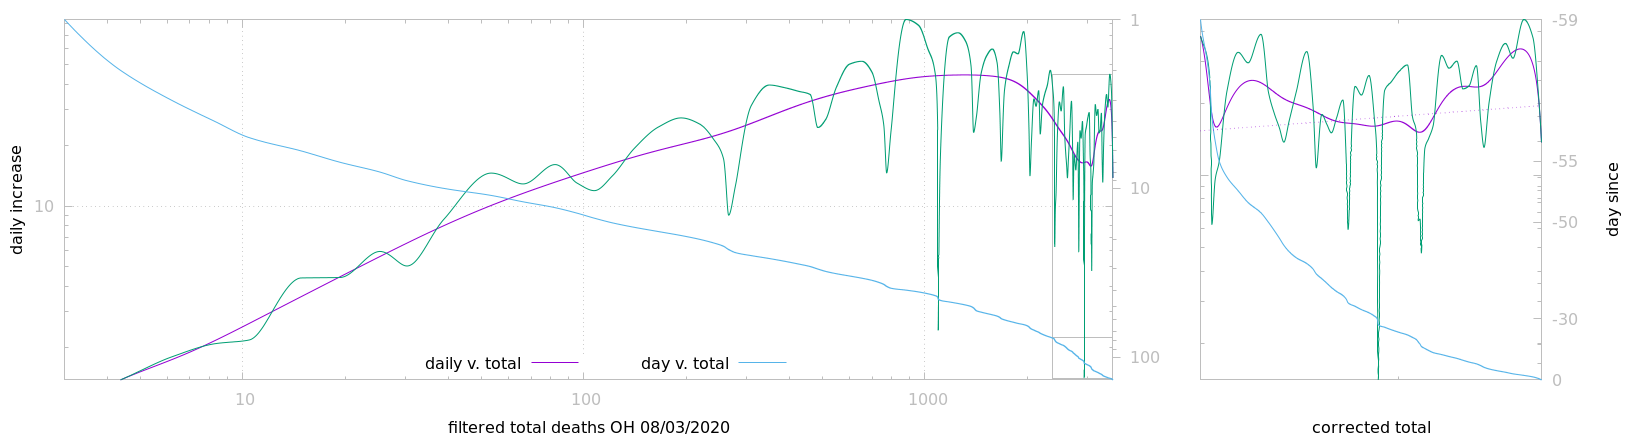 1
-59
-55
10
10
-50
daily increase
day since
-30
daily v. total
day v. total
100
0
10
100
1000
filtered total deaths OH 08/03/2020
corrected total